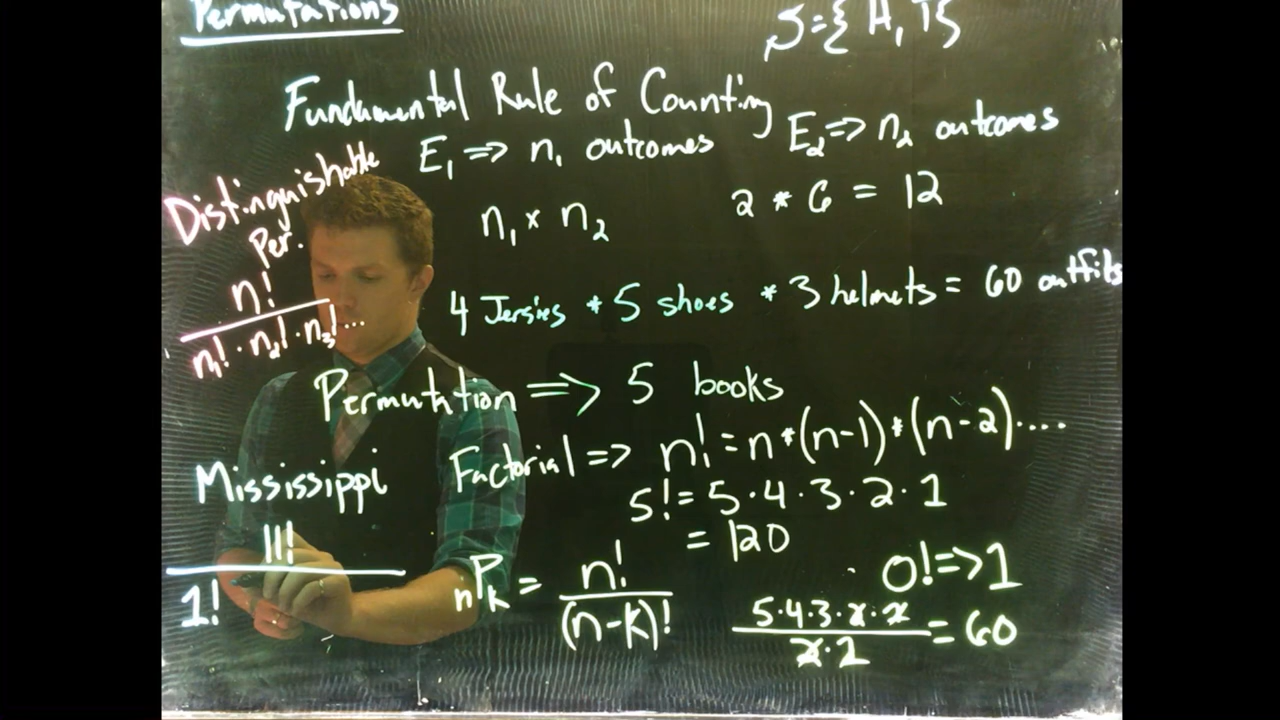 Permutations
S={ H, T}
Fundamental Rule of Counting
E₁ => n₁ outcomes
E₂ => n₂ outcomes
n₁ x n₂
2 * 6 = 12
Distinguishable
Per.
n!
n₁! · n₂! · n₃!...
4 Jersies * 5 shoes * 3 helmets = 60 outfits
Permutation => 5 books
Factorial => n! = n*(n-1)*(n-2)....
5! = 5·4·3·2·1
= 120
0! => 1
Mississippi
11!
1!
nPk = n!
(n-k)!
5·4·3·2·1 = 60
2·1